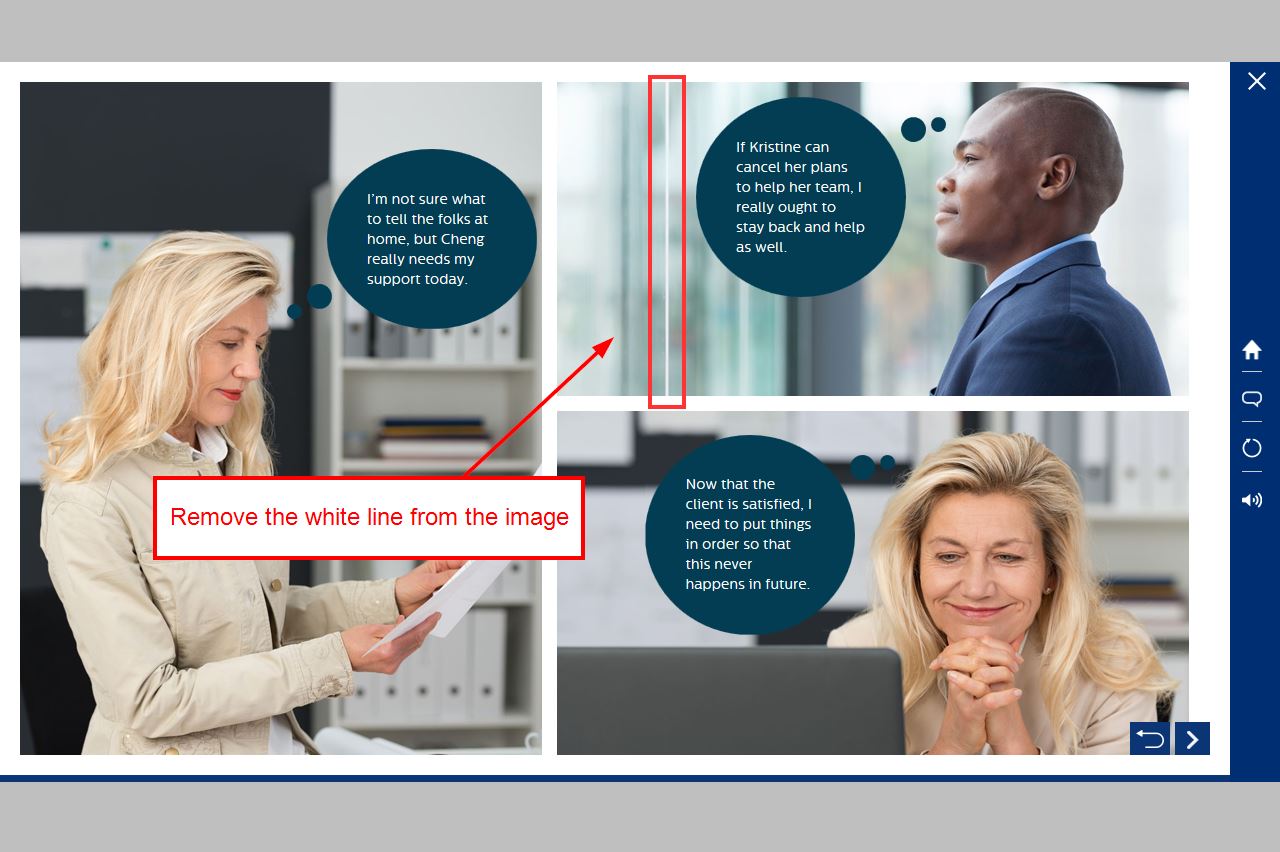 I'm not sure what
to tell the folks at
home, but Cheng
really needs my
support today.
If Kristine can
cancel her plans
to help her team, I
really ought to
stay back and help
as well.
Remove the white line from the image
Now that the
client is satisfied, I
need to put things
in order so that
this never
happens in future.